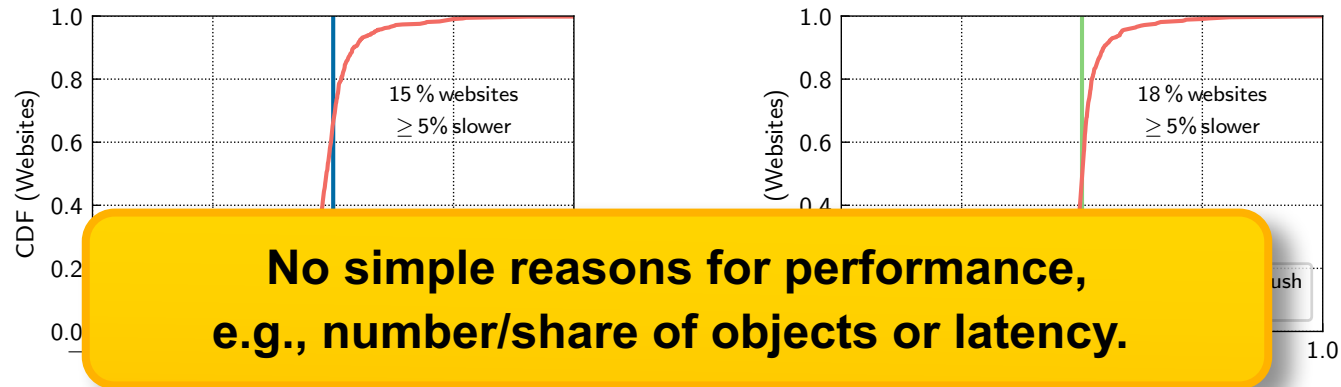 1.0
0.8
0.6
0.4
0.2
0.0
CDF (Websites)
15 % websites
≥ 5% slower
1.0
0.8
0.6
0.4
(Websites)
18 % websites
≥ 5% slower
1.0
No simple reasons for performance,
e.g., number/share of objects or latency.